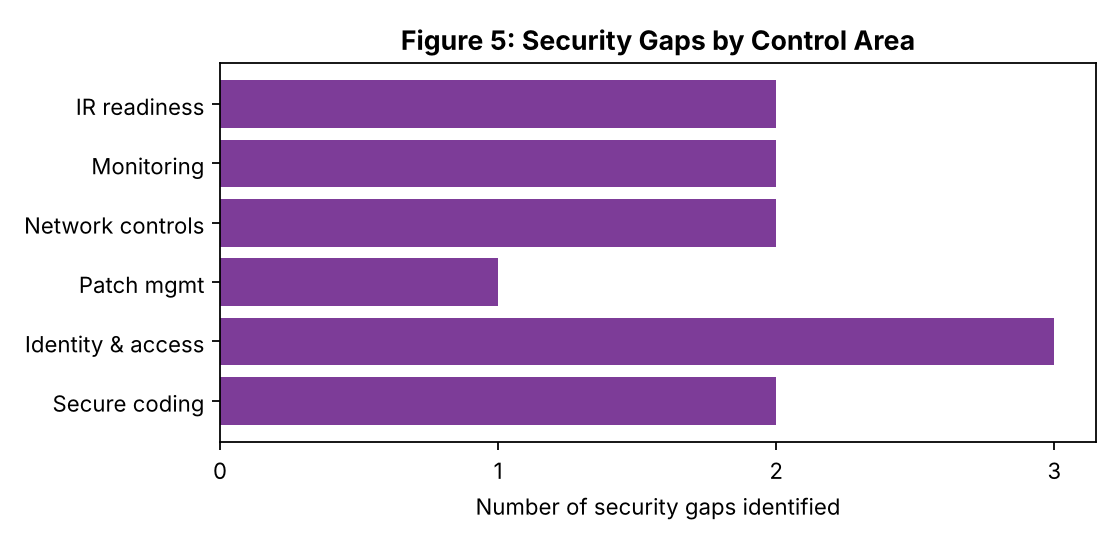 Figure 5: Security Gaps by Control Area
IR readiness
Monitoring
Network controls
Patch mgmt
Identity & access
Secure coding
0 1 2 3
Number of security gaps identified